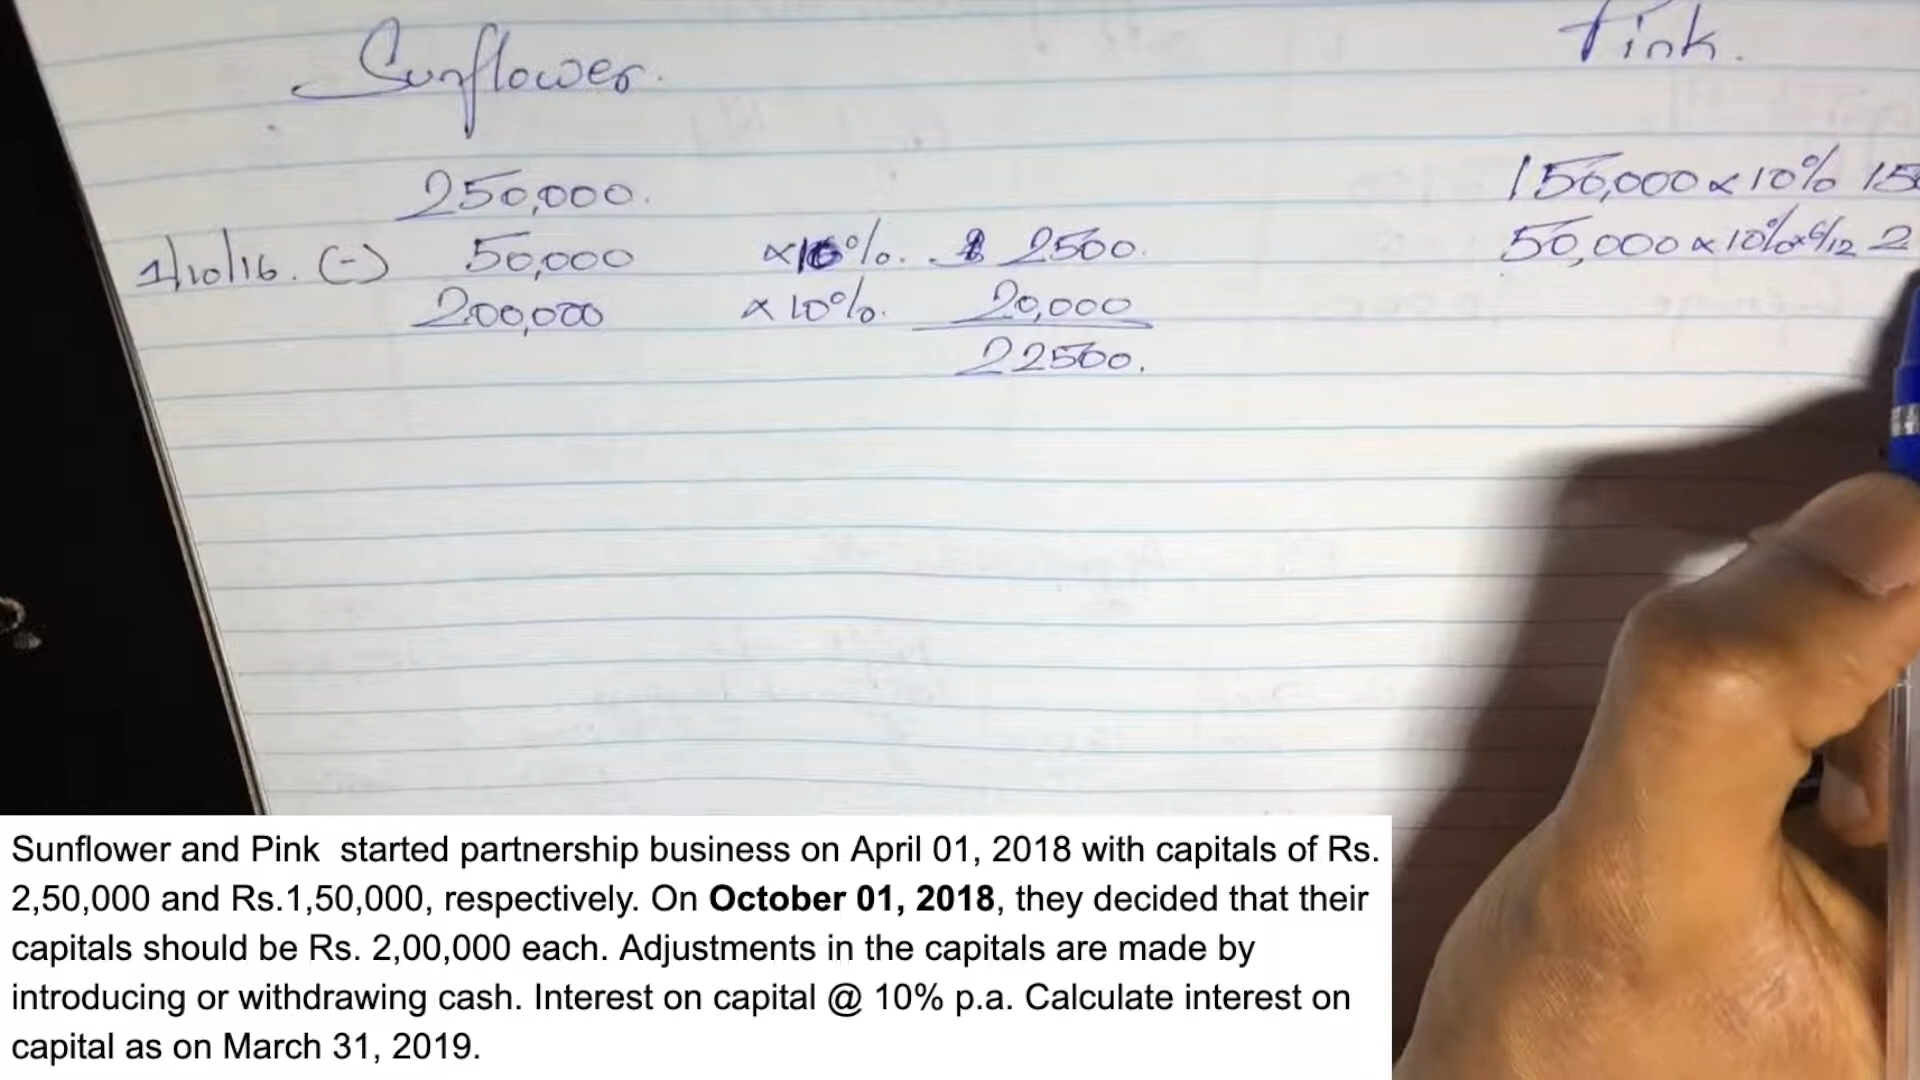 Sunflower.
Pink.
250,000.
1/10/16. (-) 50,000 x10%. 2500.
200,000 x 10%. 20,000
22500.
150,000 x 10%
50,000 x 10% x 6/12
Sunflower and Pink started partnership business on April 01, 2018 with capitals of Rs.
2,50,000 and Rs.1,50,000, respectively. On October 01, 2018, they decided that their
capitals should be Rs. 2,00,000 each. Adjustments in the capitals are made by
introducing or withdrawing cash. Interest on capital @ 10% p.a. Calculate interest on
capital as on March 31, 2019.